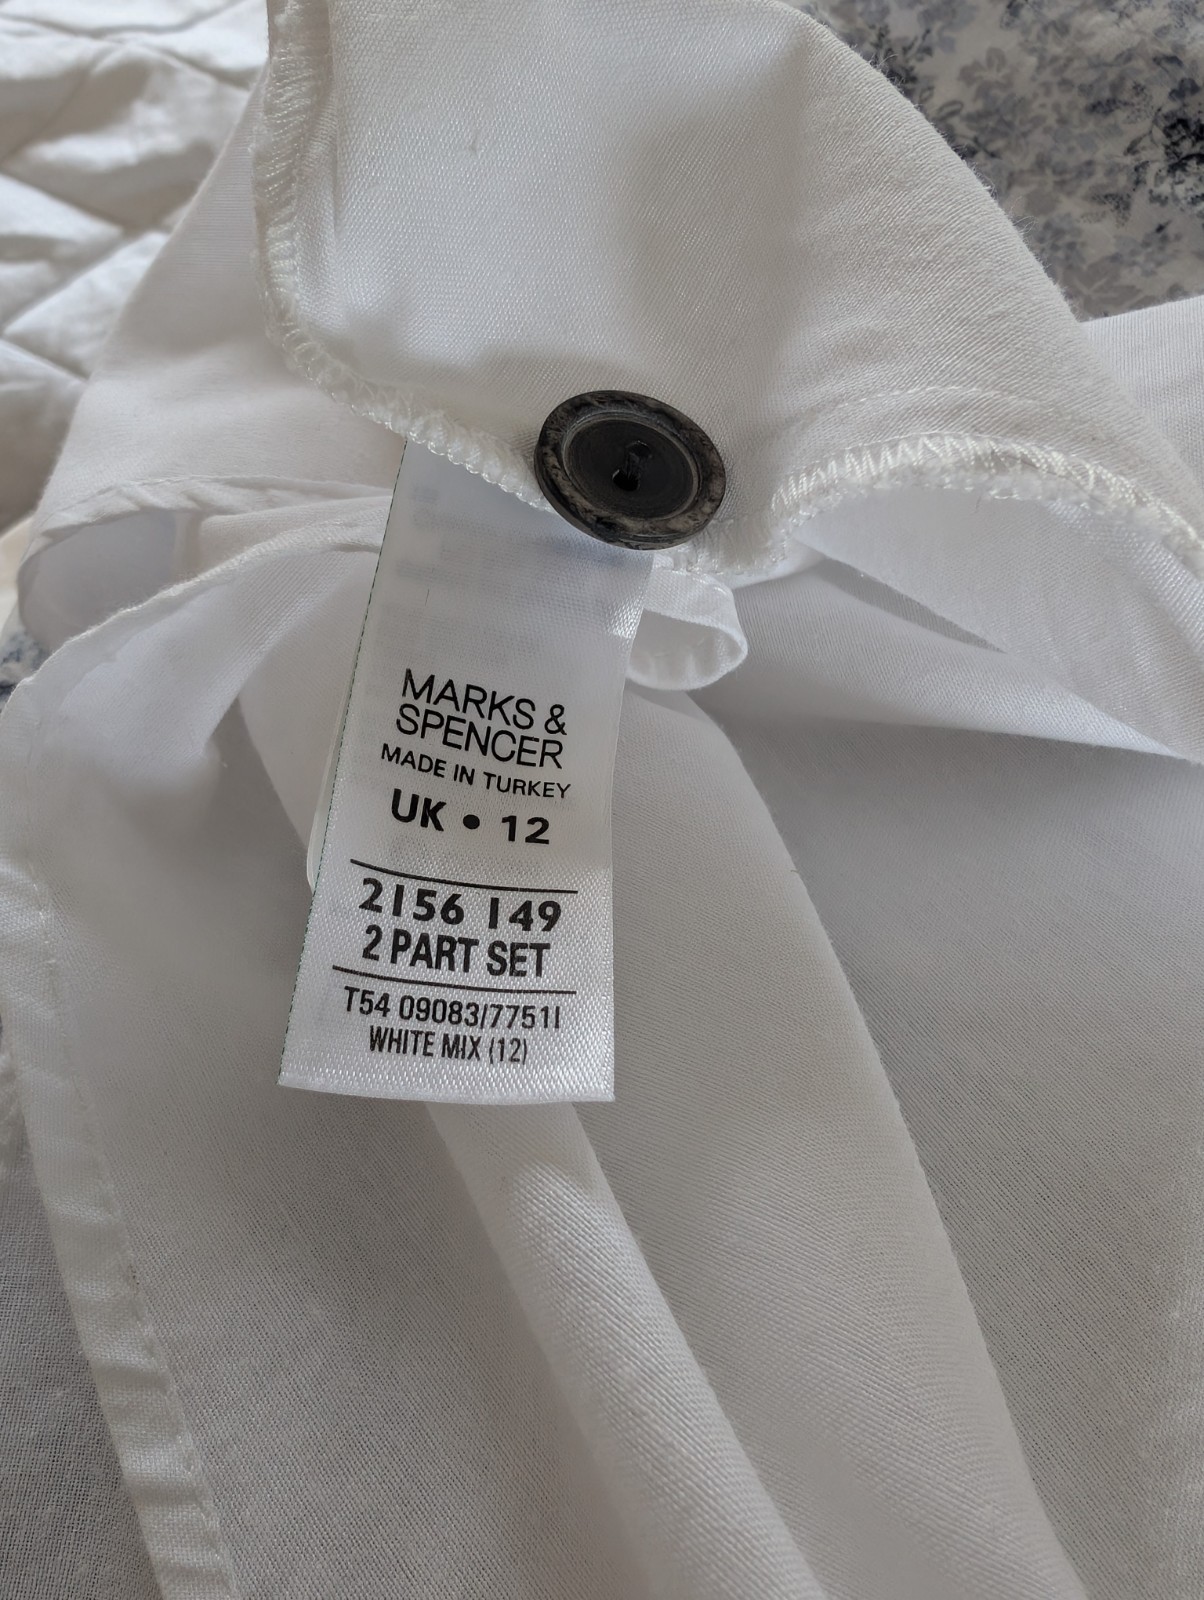 MARKS &
SPENCER
MADE IN TURKEY
UK • 12
2156 149
2 PART SET
T54 09083/7751I
WHITE MIX (12)